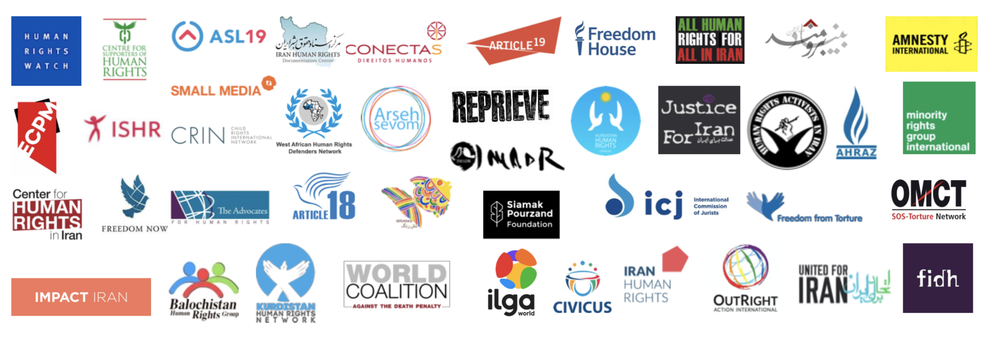 HUMAN
RIGHTS
WATCH
CENTRE FOR
SUPPORTERS OF
HUMAN
RIGHTS
ASL19
مرکز اسناد حقوق بشر ایران
IRAN HUMAN RIGHTS
Documentation Center
CONECTAS
DIREITOS HUMANOS
ARTICLE 19
Freedom
House
ALL HUMAN
RIGHTS FOR
ALL IN IRAN
AMNESTY
INTERNATIONAL
ECPM
ISHR
SMALL MEDIA
CRIN
CHILD
RIGHTS
INTERNATIONAL
NETWORK
West African Human Rights
Defenders Network
Arseh
sevom
REPRIEVE
IMADR
KURDISTAN
HUMAN
RIGHTS
GENEVA
Justice
For Iran
عدالت برای ایران
HUMAN RIGHTS ACTIVISTS IN IRAN
AHRAZ
minority
rights
group
international
Center for
HUMAN
RIGHTS
in Iran
FREEDOM NOW
The Advocates
FOR HUMAN RIGHTS
ARTICLE 18
6RANG
شش رنگ
Siamak
Pourzand
Foundation
icj
International
Commission
of Jurists
Freedom from Torture
OMCT
SOS-Torture Network
IMPACT IRAN
Balochistan
Human Rights Group
KURDISTAN
HUMAN RIGHTS
NETWORK
WORLD
COALITION
AGAINST THE DEATH PENALTY
ilga
world
CIVICUS
IRAN
HUMAN
RIGHTS
OUTRIGHT
ACTION INTERNATIONAL
UNITED FOR
IRAN
اتحاد برای ایران
fidh